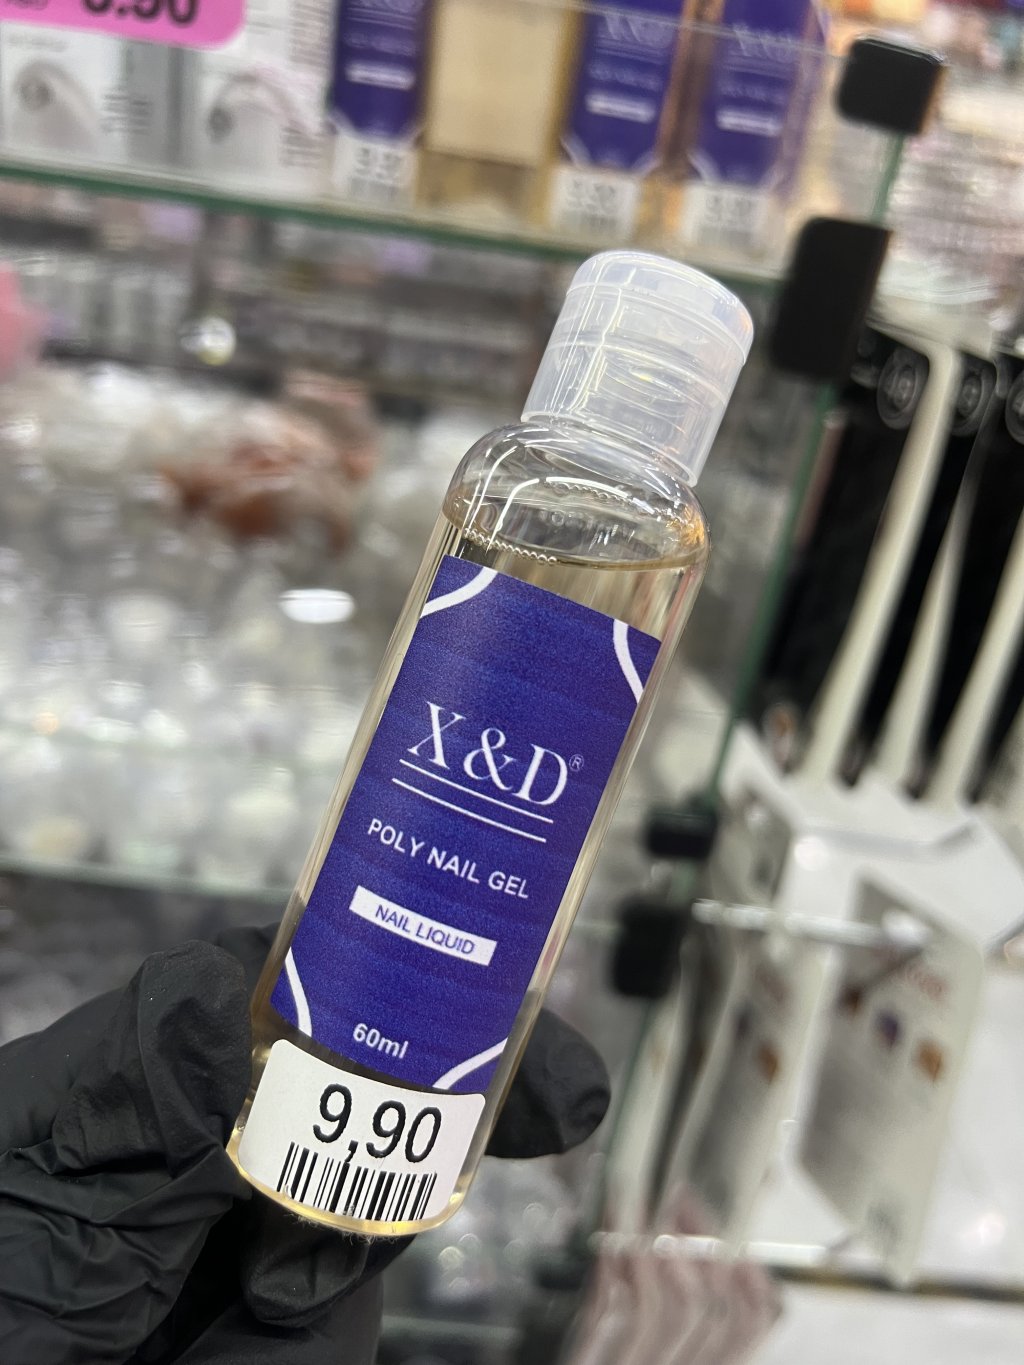 X&D®
POLY NAIL GEL
NAIL LIQUID
60ml
9,90